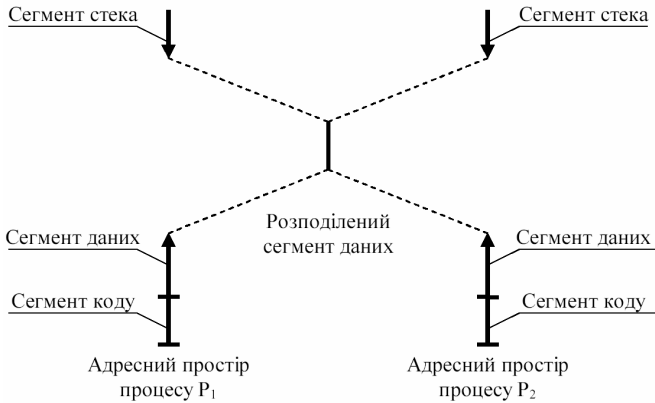 Сегмент стека
Сегмент стека
Розподілений
сегмент даних
Сегмент даних
Сегмент даних
Сегмент коду
Сегмент коду
Адресний простір
процесу P₁
Адресний простір
процесу P₂